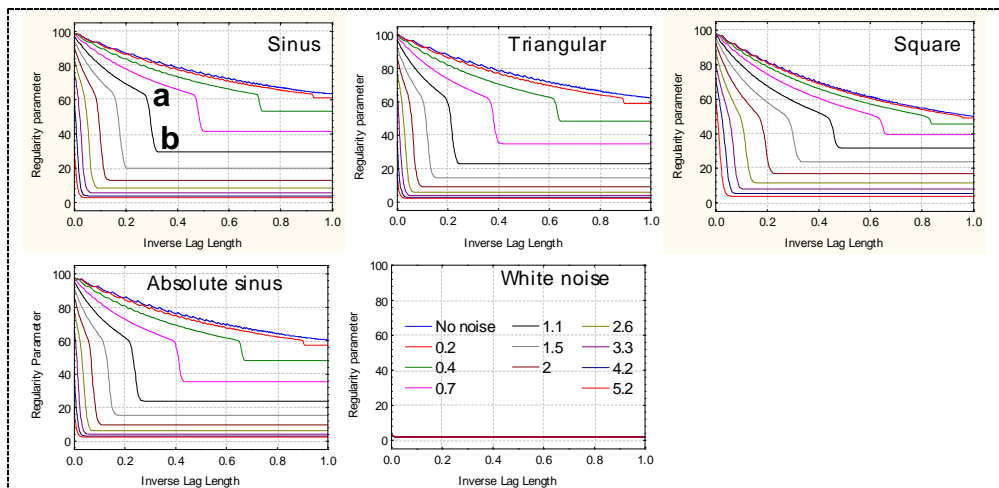 Sinus
Regularity parameter
100
80
60
40
20
0
a
b
0.0 0.2 0.4 0.6 0.8 1.0
Inverse Lag Length
Triangular
Regularity parameter
100
80
60
40
20
0
0.0 0.2 0.4 0.6 0.8 1.0
Inverse Lag Length
Square
Regularity parameter
100
80
60
40
20
0
0.0 0.2 0.4 0.6 0.8 1.0
Inverse Lag Length
Absolute sinus
Regularity Parameter
100
80
60
40
20
0
0.0 0.2 0.4 0.6 0.8 1.0
Inverse Lag Length
White noise
Regularity parameter
100
80
60
40
20
0
No noise 1.1 2.6
0.2 1.5 3.3
0.4 2 4.2
0.7 5.2
0.0 0.2 0.4 0.6 0.8 1.0
Inverse Lag Length